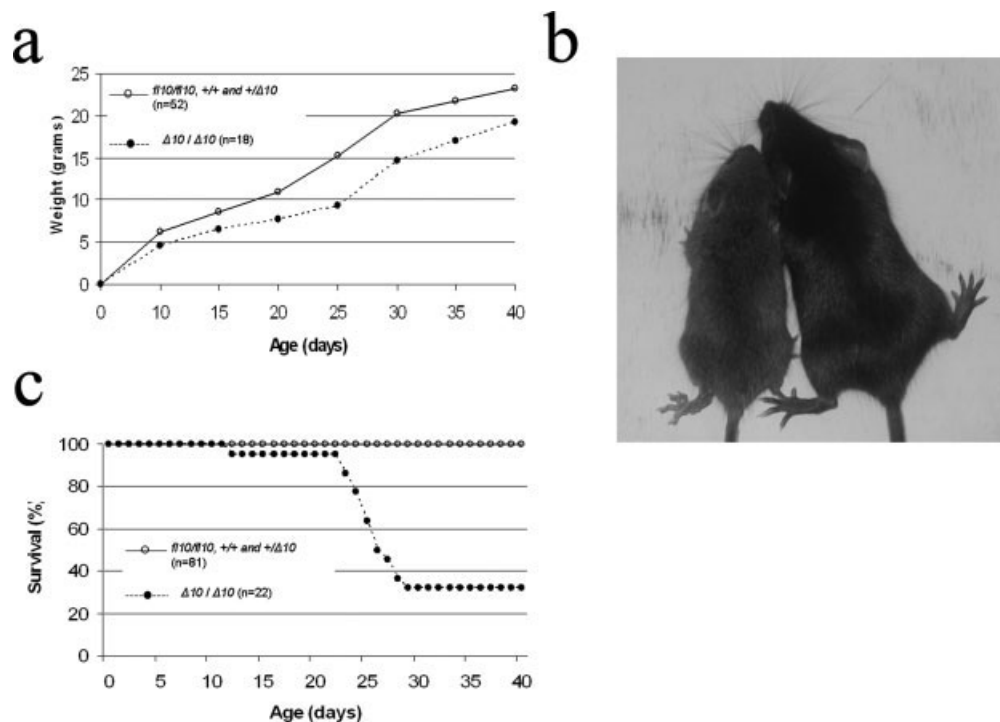 a
25
20
15
10
5
0
Weight (grams)
fl10/fl10, +/+ and +/Δ10
(n=52)
Δ10 / Δ10 (n=18)
0 10 15 20 25 30 35 40
Age (days)
b
c
100
80
60
40
20
0
Survival (%)
fl10/fl10, +/+ and +/Δ10
(n=81)
Δ10 / Δ10 (n=22)
0 5 10 15 20 25 30 35 40
Age (days)